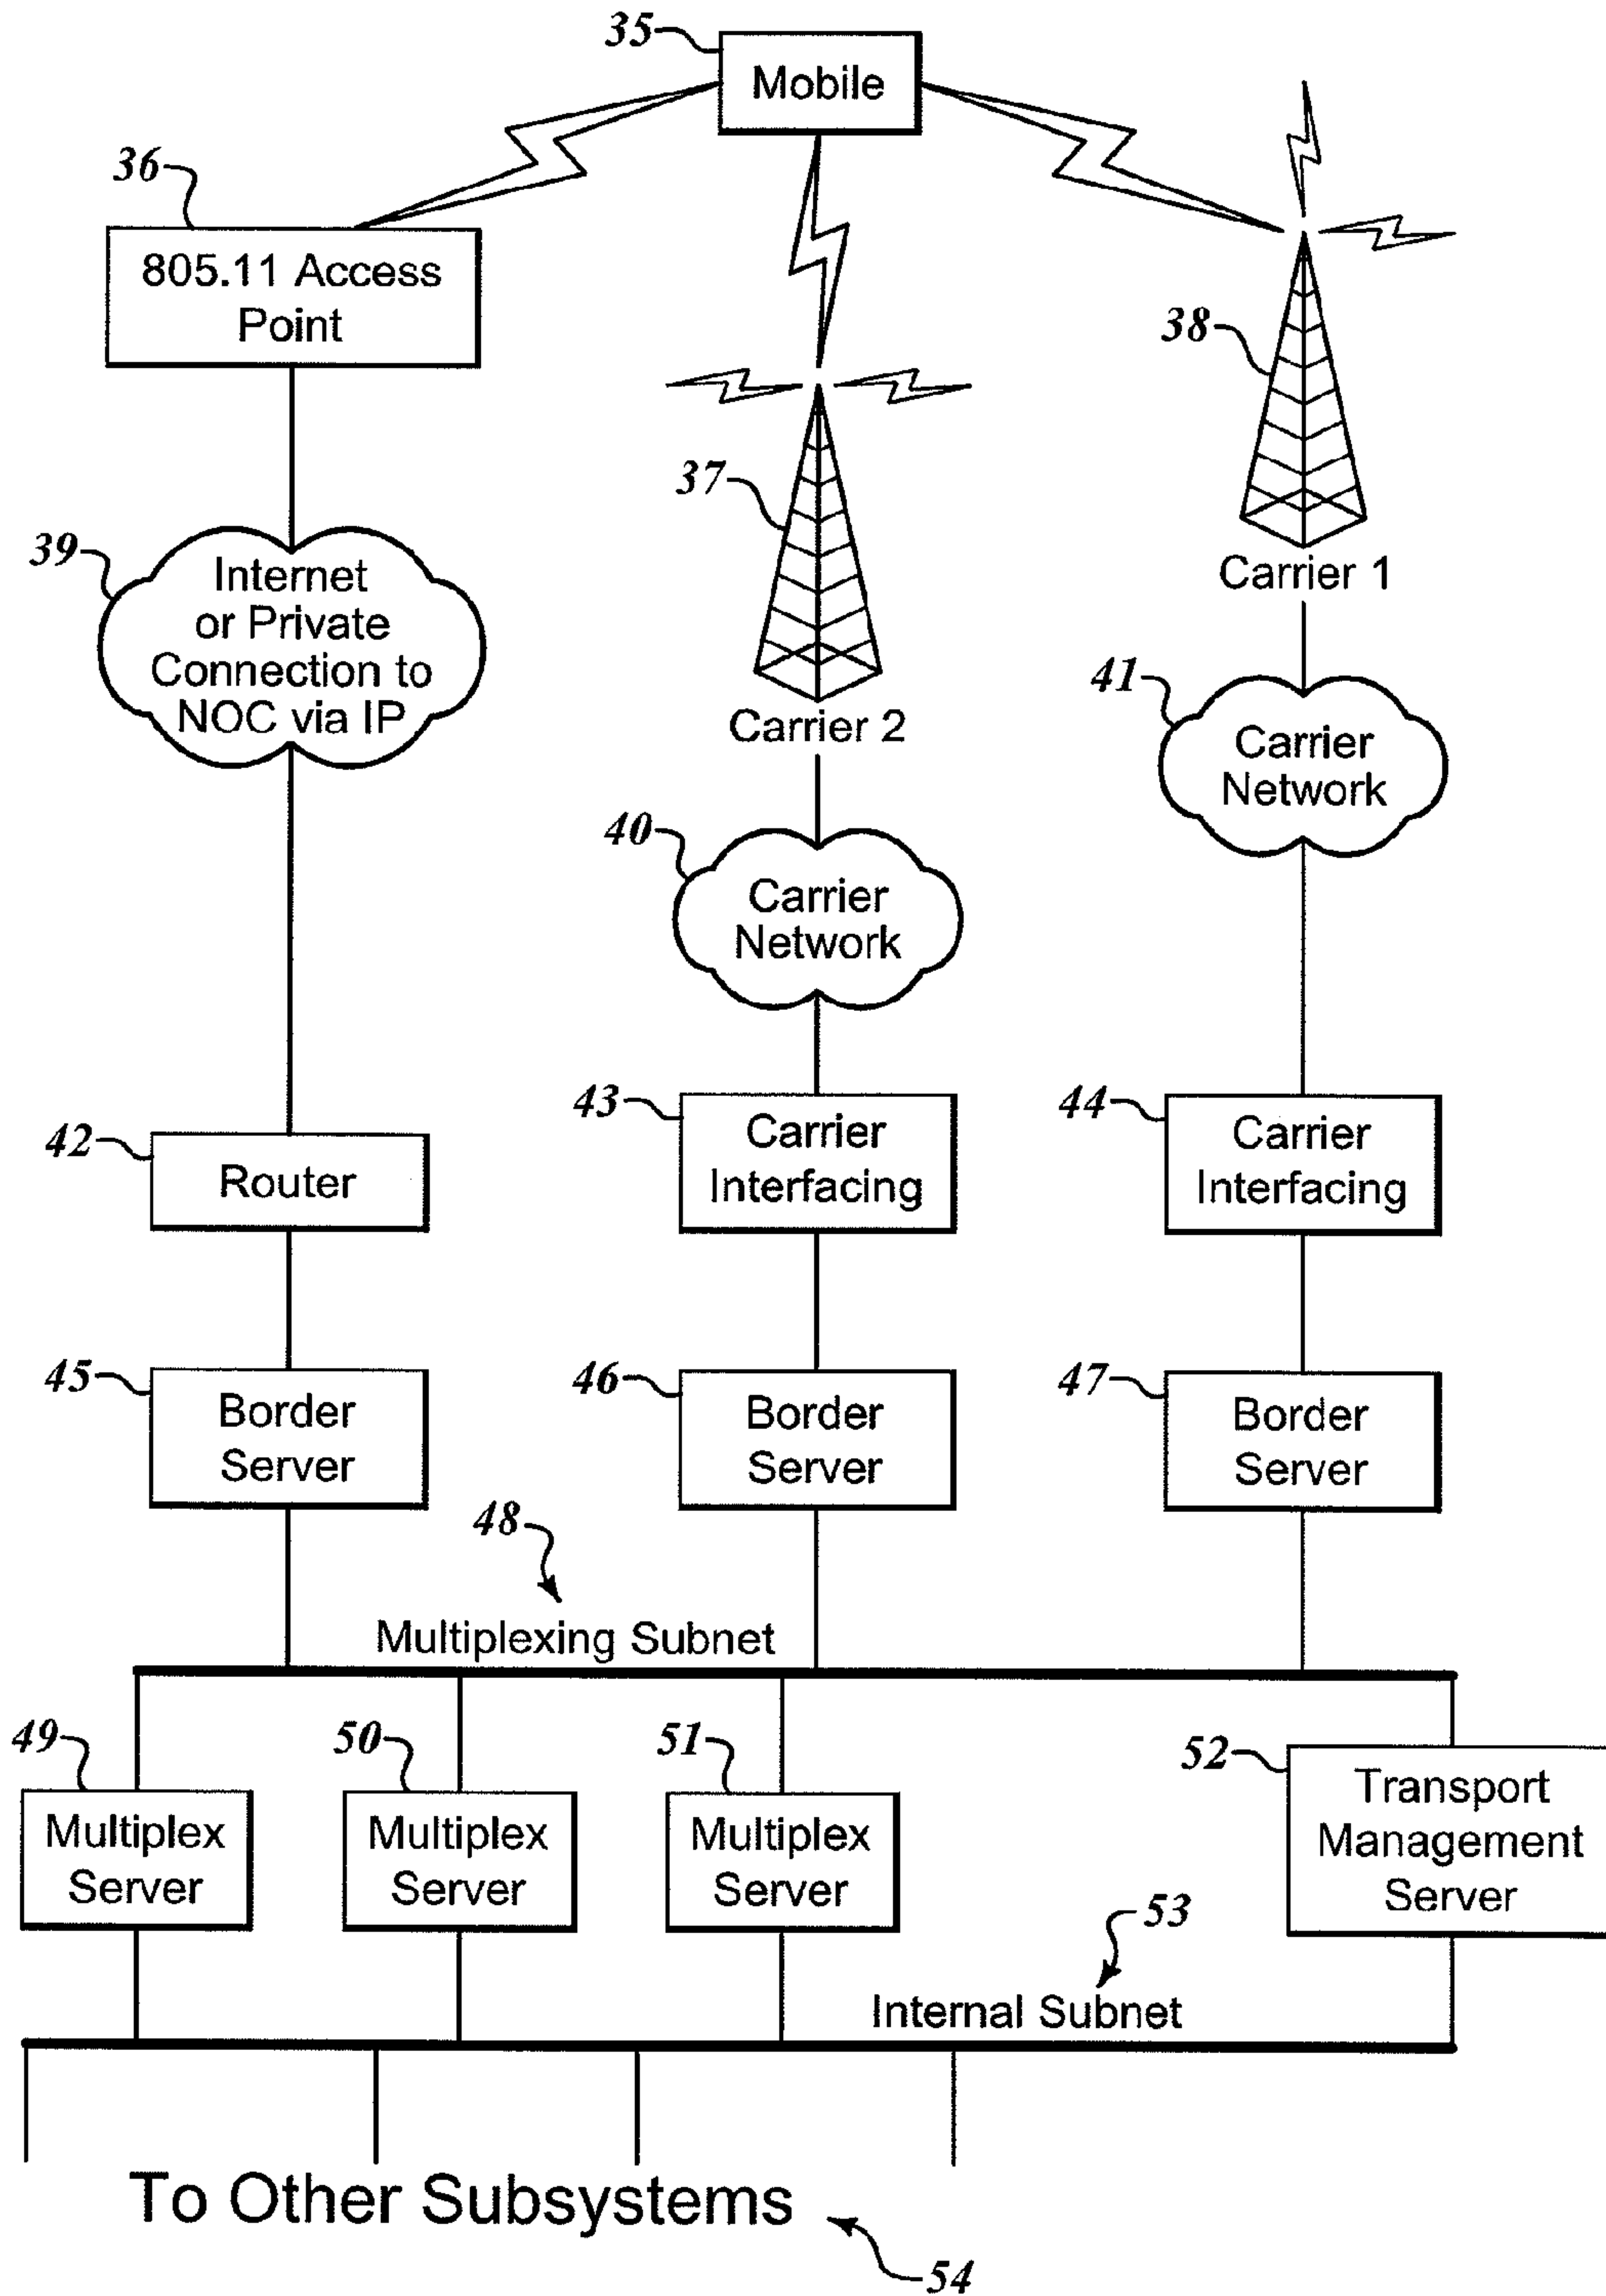 35
Mobile
36
805.11 Access
Point
38
37
39
Internet
or Private
Connection to
NOC via IP
Carrier 1
41
Carrier 2
Carrier
Network
40
Carrier
Network
42
Router
43
Carrier
Interfacing
44
Carrier
Interfacing
45
Border
Server
46
Border
Server
47
Border
Server
48
Multiplexing Subnet
49
Multiplex
Server
50
Multiplex
Server
51
Multiplex
Server
52
Transport
Management
Server
53
Internal Subnet
To Other Subsystems
54